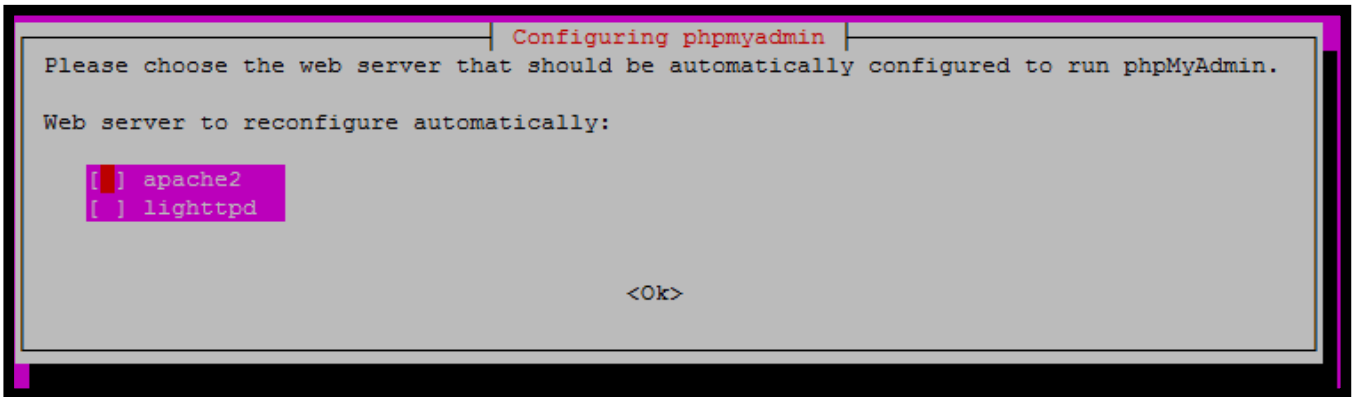 Configuring phpmyadmin
Please choose the web server that should be automatically configured to run phpMyAdmin.
Web server to reconfigure automatically:
[ ] apache2
[ ] lighttpd
<Ok>